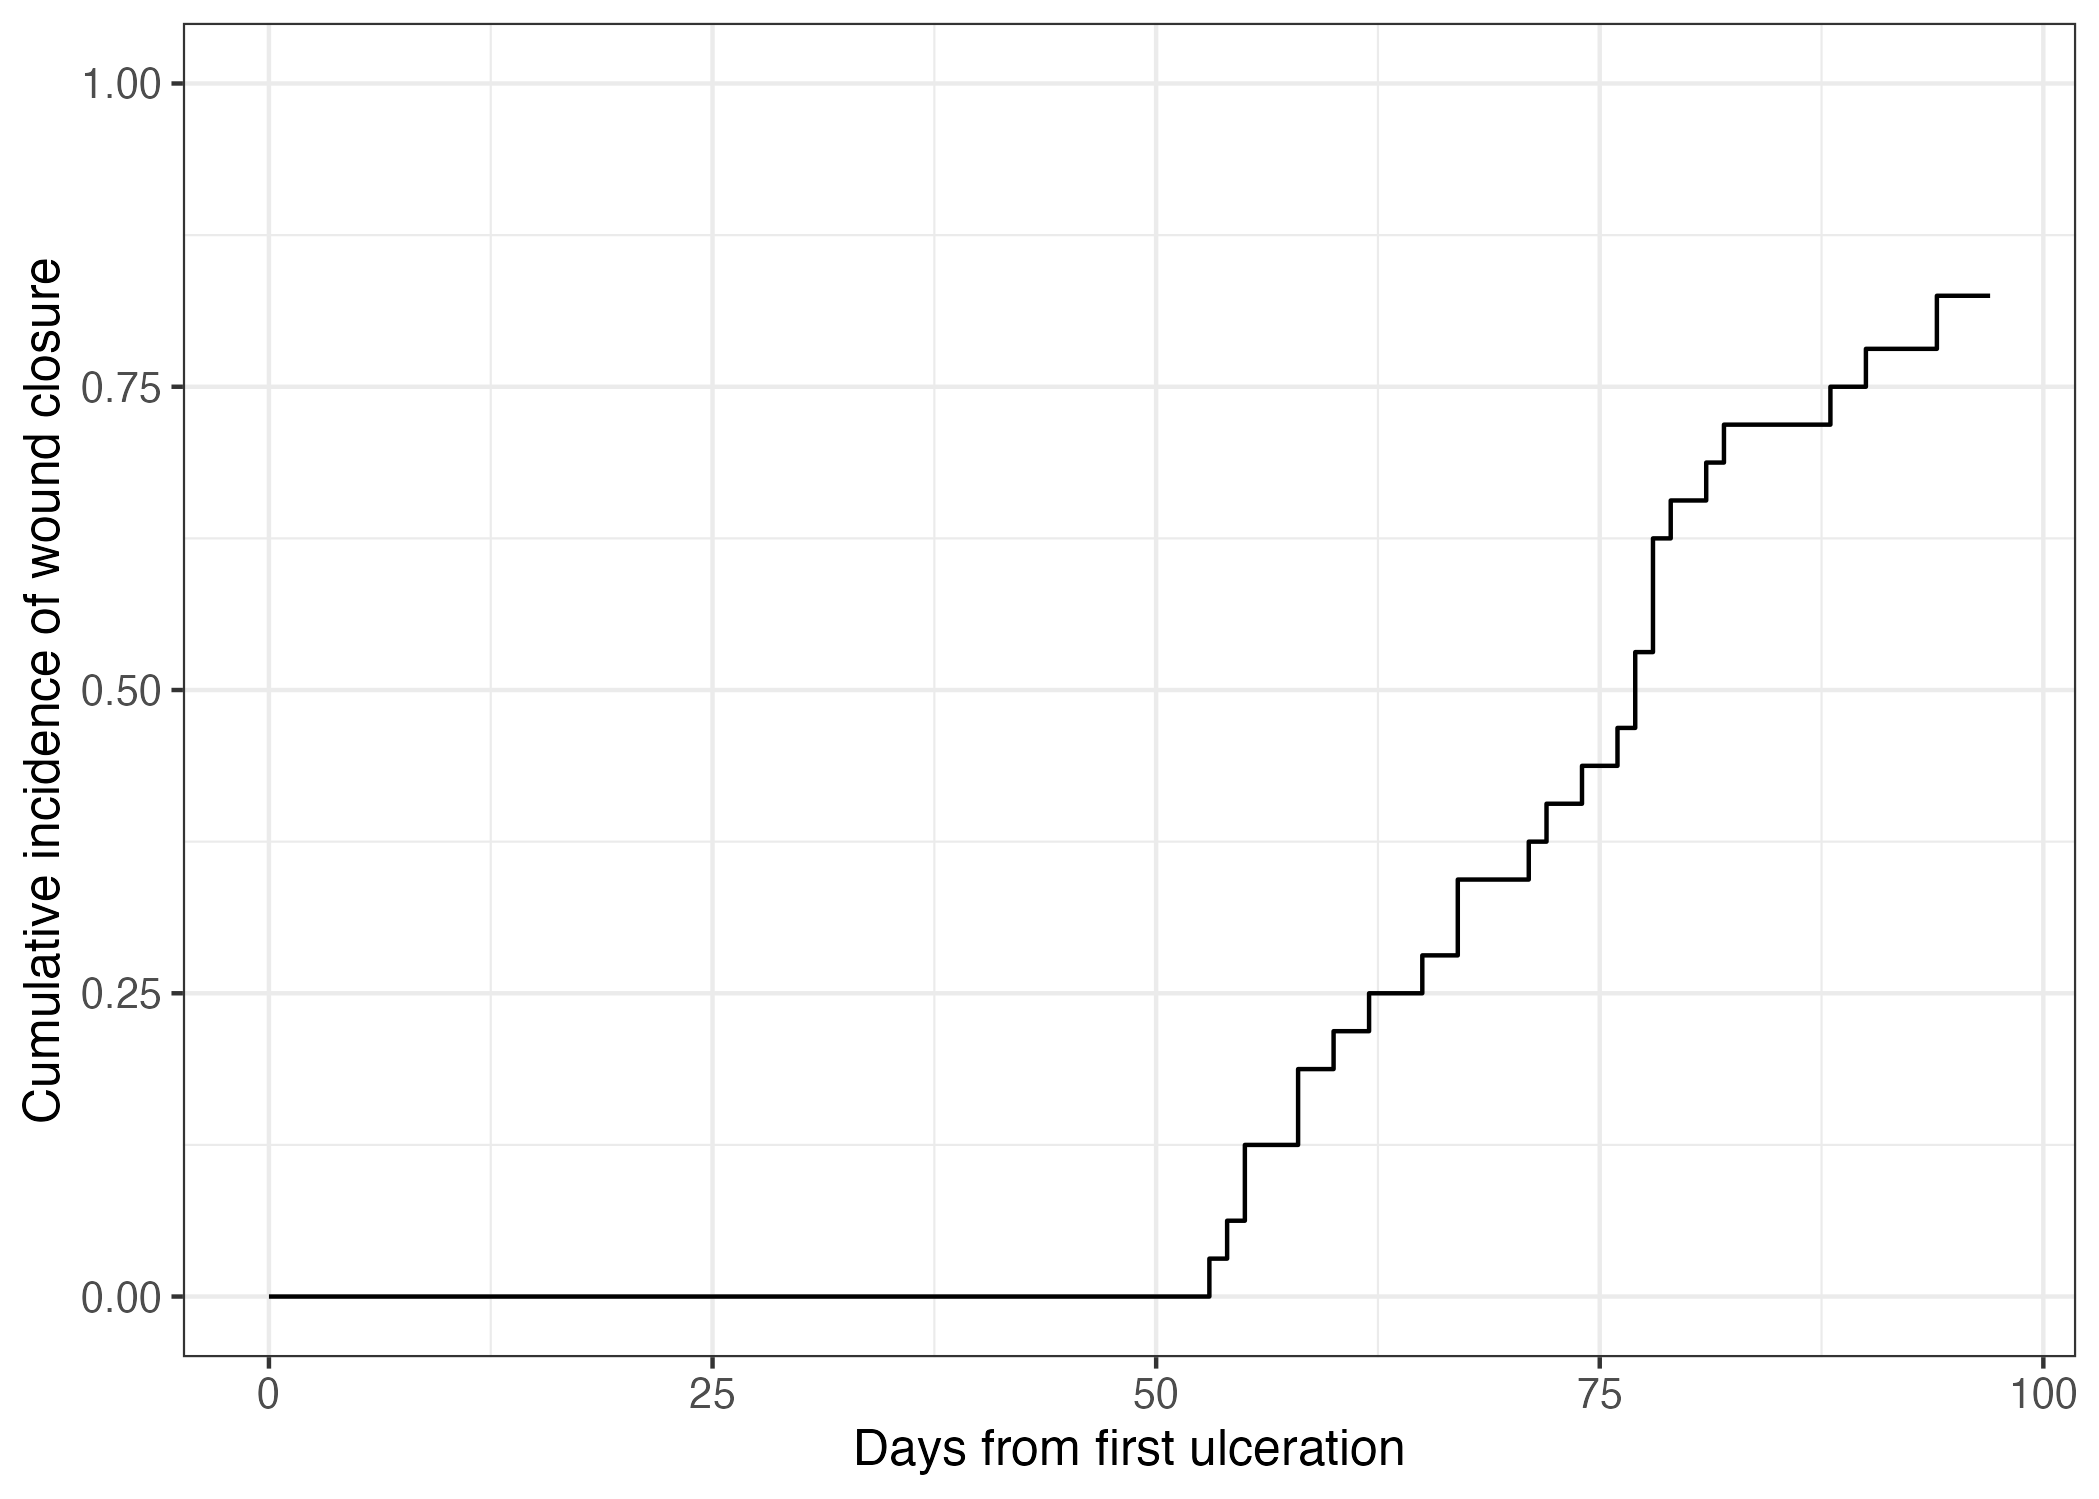 Cumulative incidence of wound closure
1.00
0.75
0.50
0.25
0.00
0 25 50 75 100
Days from first ulceration